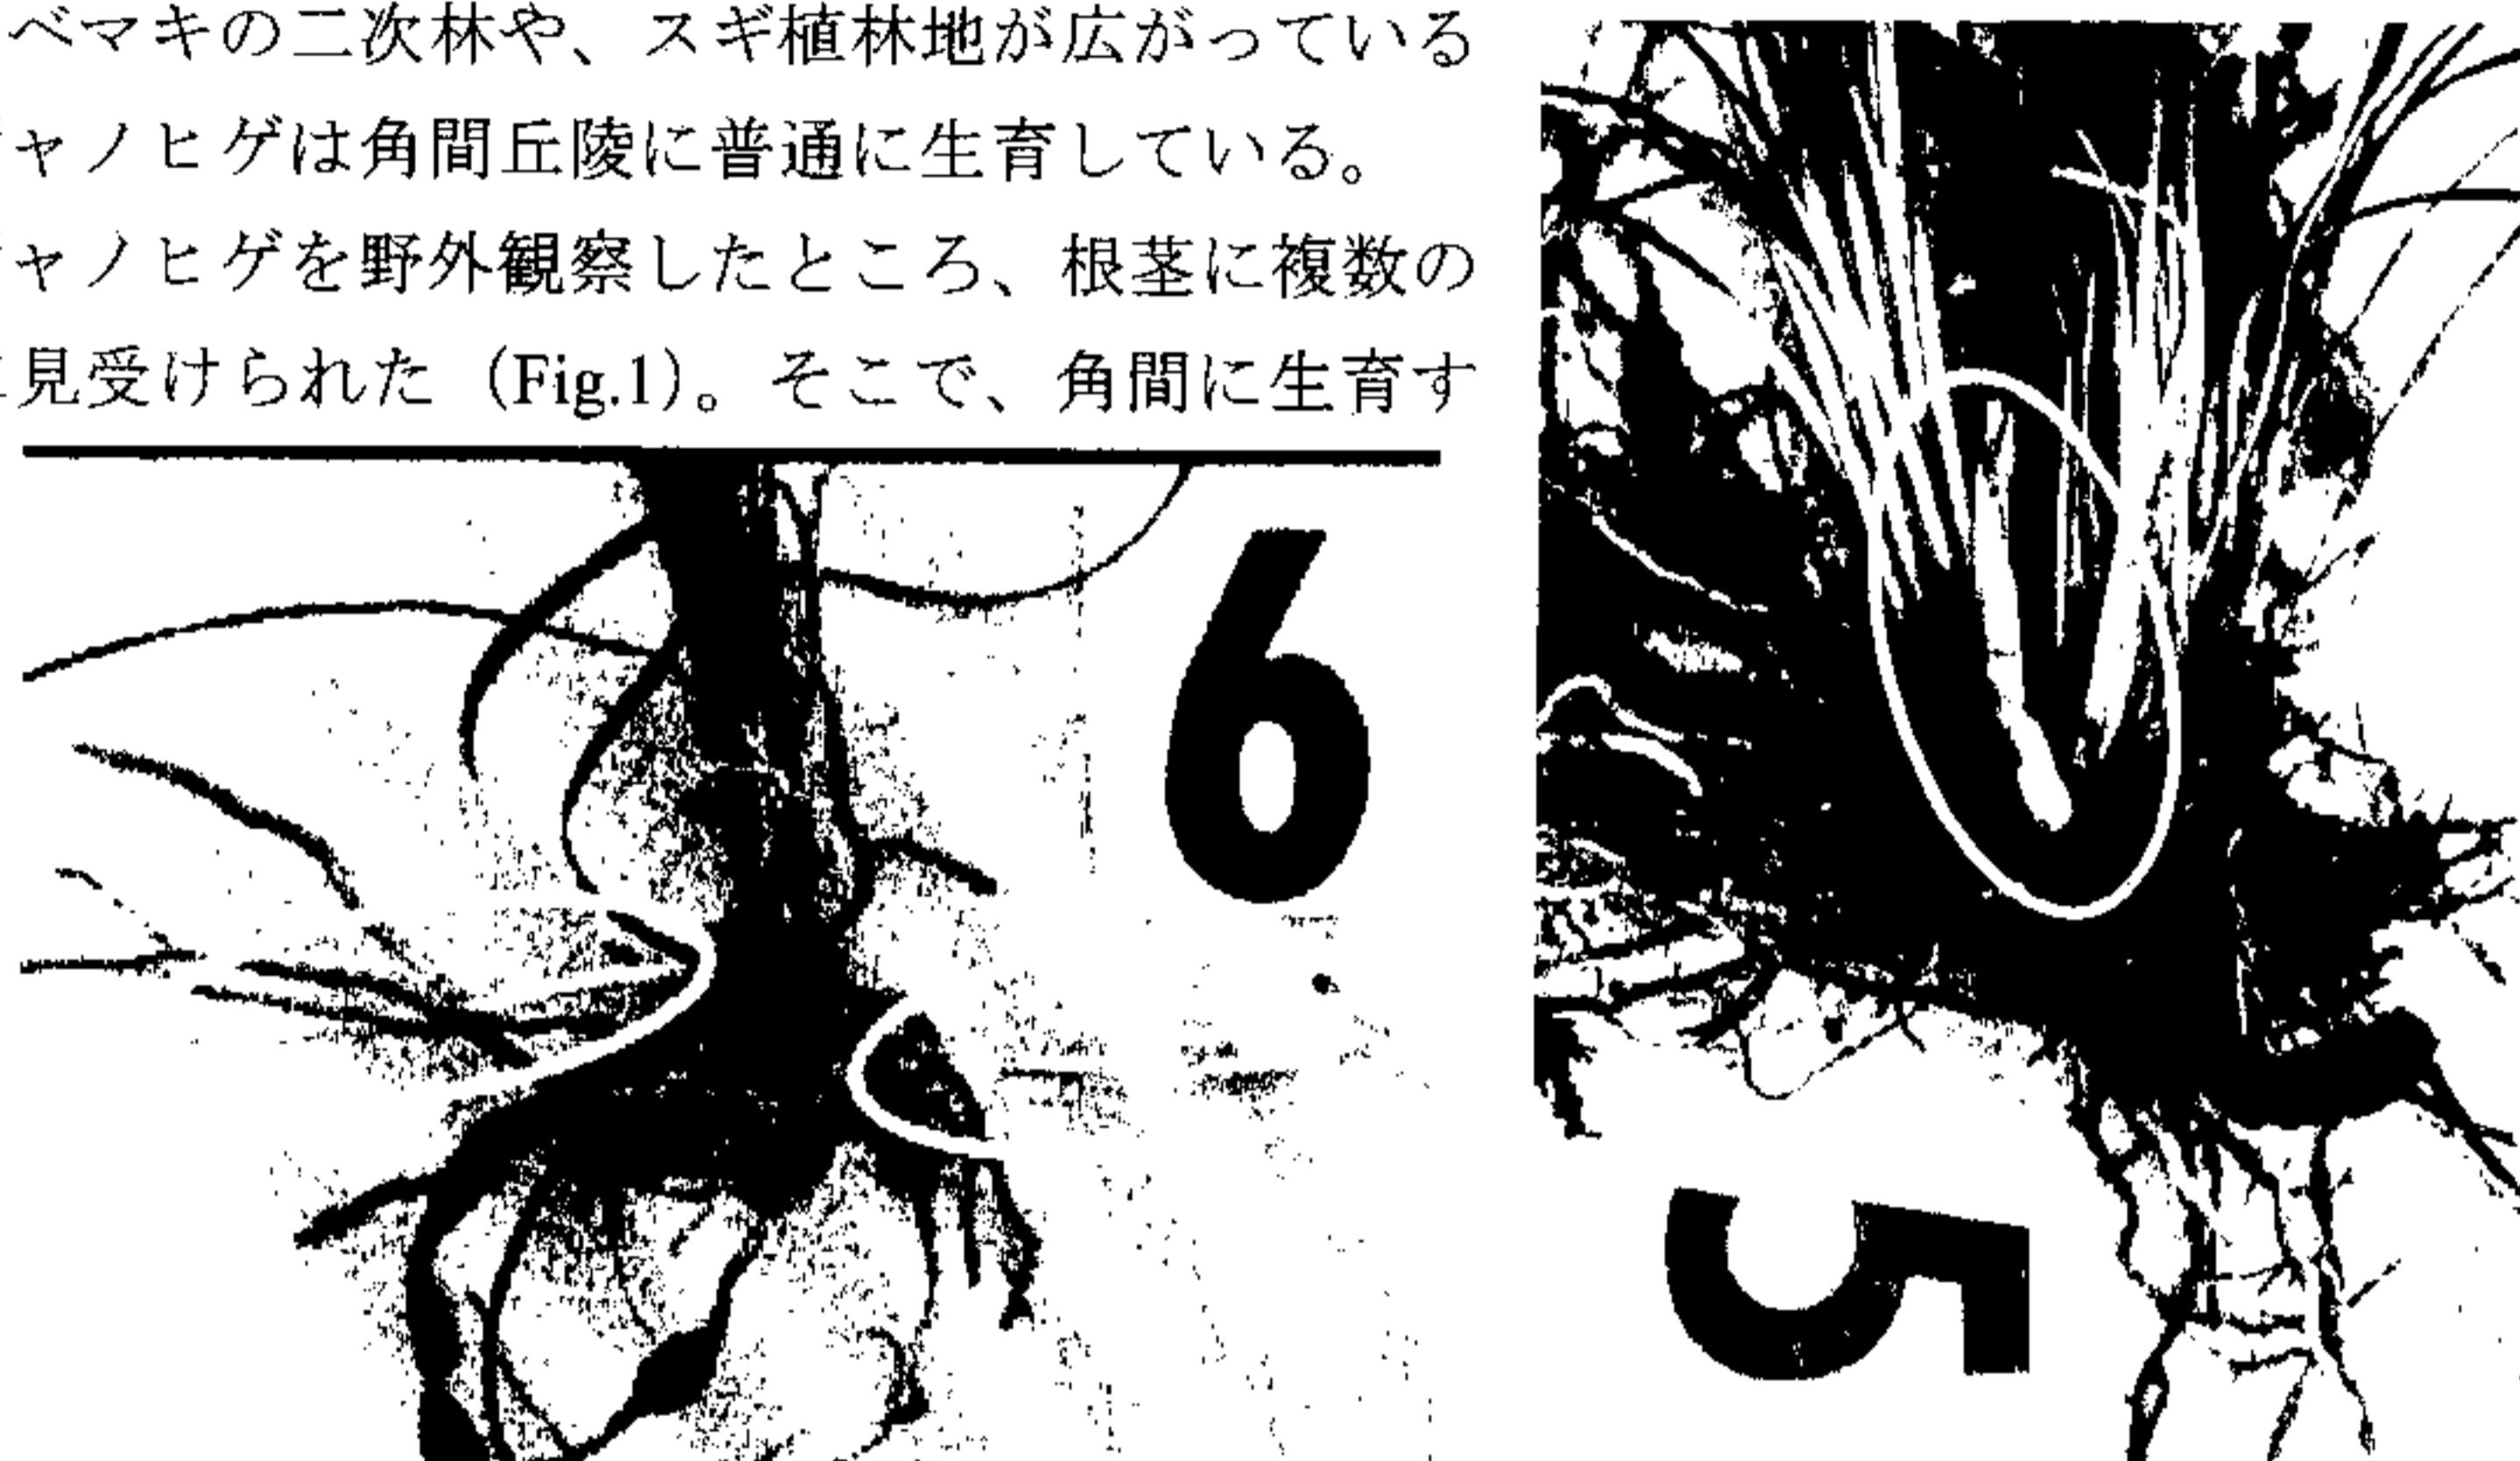 ベマキの二次林や、スギ植林地が広がっている
ャノヒゲは角間丘陵に普通に生育している。
ャノヒゲを野外観察したところ、根茎に複数の
見受けられた（Fig.1）。そこで、角間に生育す
6
5